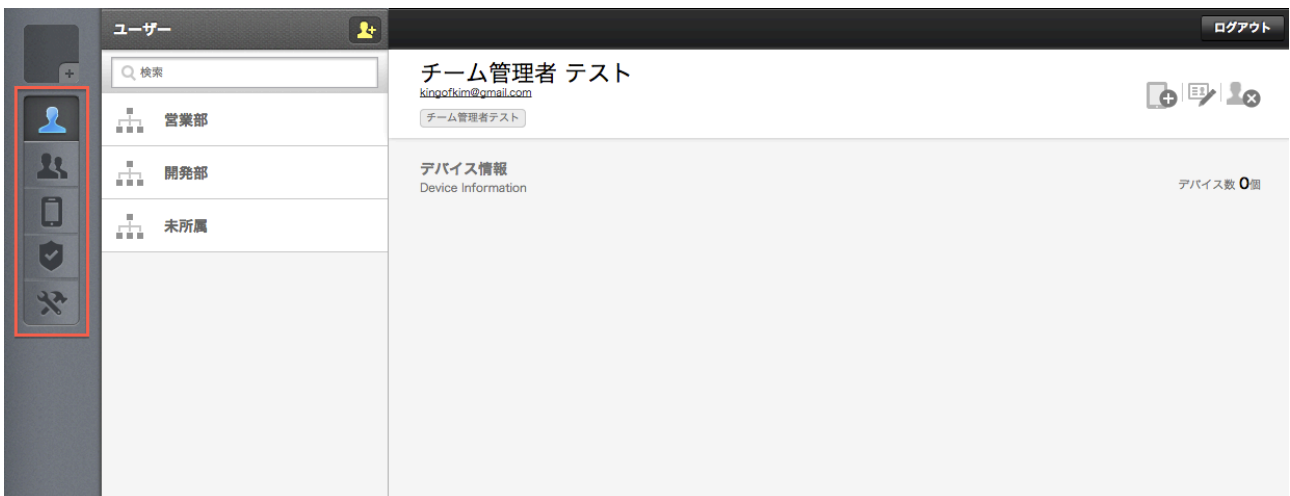 ユーザー
ログアウト
検索
営業部
開発部
未所属
チーム管理者 テスト
kingofkim@gmail.com
チーム管理者テスト
デバイス情報
Device Information
デバイス数 0個